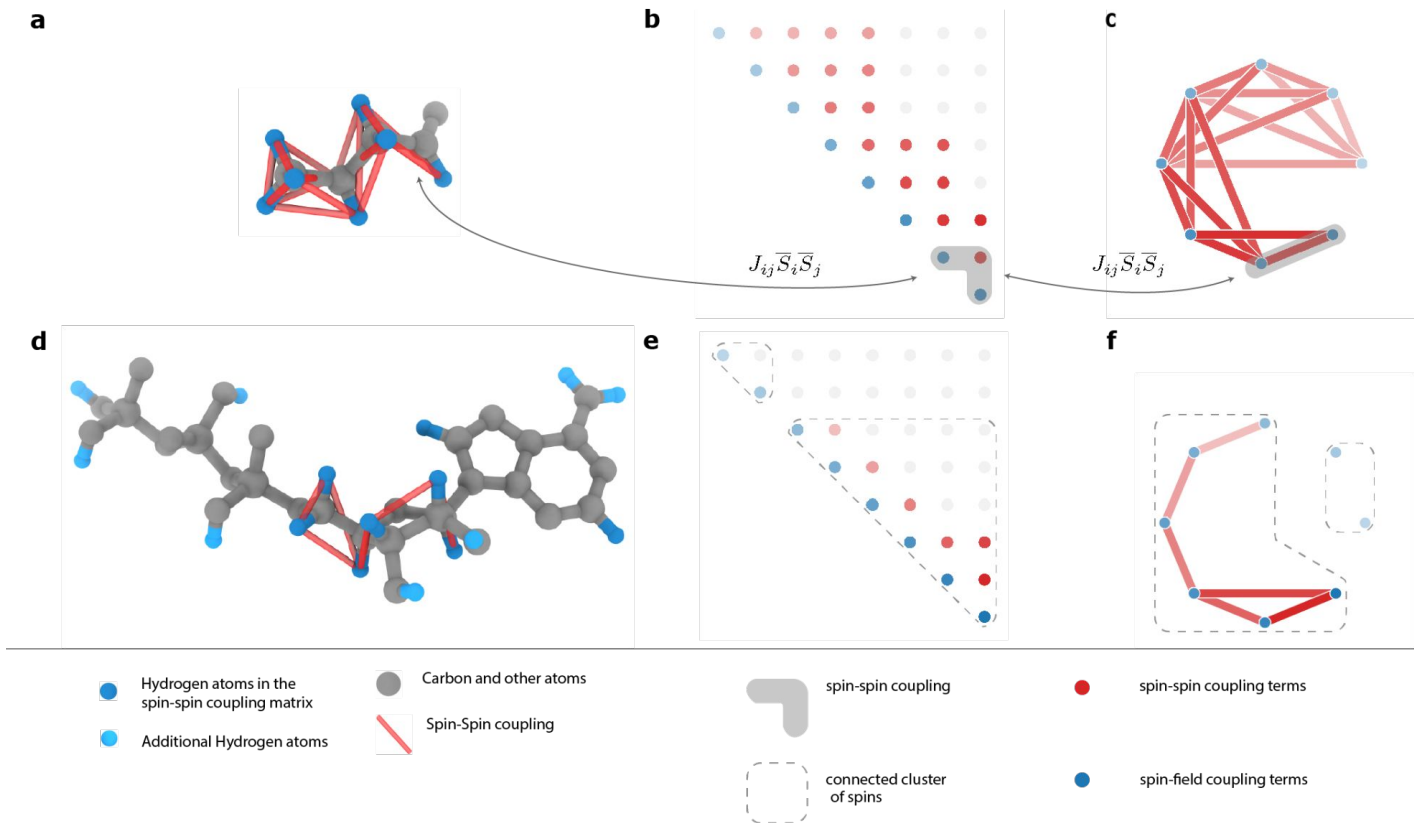 a
b
c
J_{ij}\overline{S}_i\overline{S}_j
J_{ij}\overline{S}_i\overline{S}_j
d
e
f
Hydrogen atoms in the
spin-spin coupling matrix
Additional Hydrogen atoms
Carbon and other atoms
Spin-Spin coupling
spin-spin coupling
connected cluster
of spins
spin-spin coupling terms
spin-field coupling terms